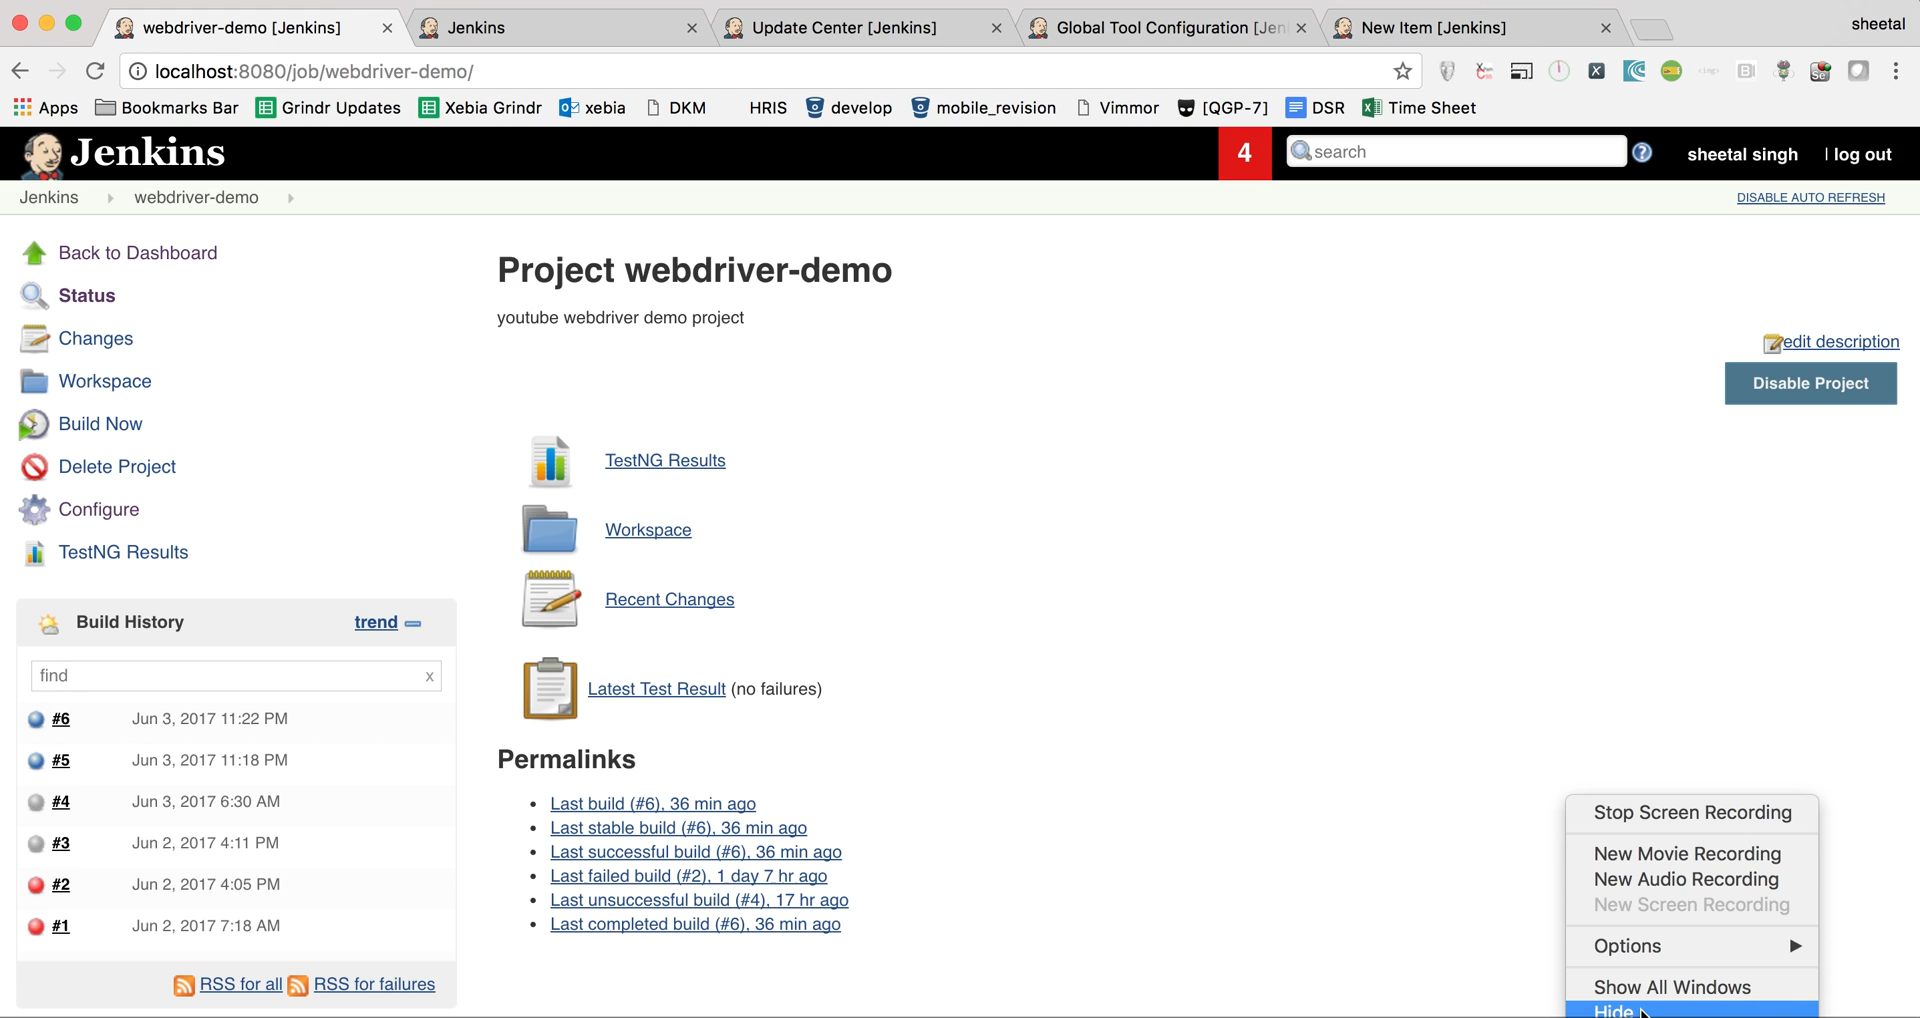 webdriver-demo [Jenkins]
Jenkins
Update Center [Jenkins]
Global Tool Configuration [Jen
New Item [Jenkins]
sheetal
localhost:8080/job/webdriver-demo/
Apps
Bookmarks Bar
Grindr Updates
Xebia Grindr
xebia
DKM
HRIS
develop
mobile_revision
Vimmor
[QGP-7]
DSR
Time Sheet
Jenkins
4
search
sheetal singh
| log out
Jenkins
webdriver-demo
DISABLE AUTO REFRESH
Back to Dashboard
Status
Changes
Workspace
Build Now
Delete Project
Configure
TestNG Results
Build History
trend
find
x
#6 Jun 3, 2017 11:22 PM
#5 Jun 3, 2017 11:18 PM
#4 Jun 3, 2017 6:30 AM
#3 Jun 2, 2017 4:11 PM
#2 Jun 2, 2017 4:05 PM
#1 Jun 2, 2017 7:18 AM
RSS for all
RSS for failures
Project webdriver-demo
youtube webdriver demo project
edit description
Disable Project
TestNG Results
Workspace
Recent Changes
Latest Test Result (no failures)
Permalinks
• Last build (#6), 36 min ago
• Last stable build (#6), 36 min ago
• Last successful build (#6), 36 min ago
• Last failed build (#2), 1 day 7 hr ago
• Last unsuccessful build (#4), 17 hr ago
• Last completed build (#6), 36 min ago
Stop Screen Recording
New Movie Recording
New Audio Recording
New Screen Recording
Options
Show All Windows
Hide